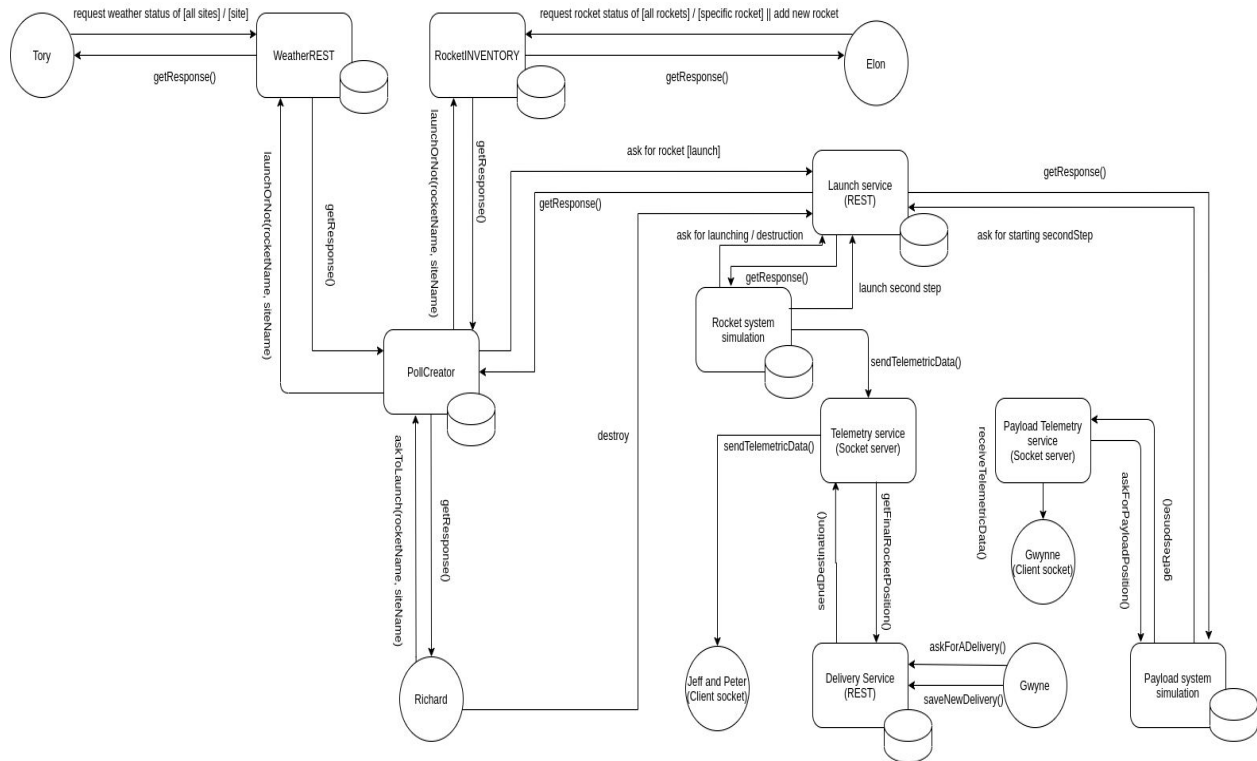 request weather status of [all sites] / [site]
request rocket status of [all rockets] / [specific rocket] || add new rocket
Tory
WeatherREST
RocketINVENTORY
Elon
getResponse()
getResponse()
launchOrNot(rocketName, siteName)
getResponse()
launchOrNot(rocketName, siteName)
getResponse()
ask for rocket [launch]
getResponse()
Launch service
(REST)
getResponse()
ask for launching / destruction
ask for starting secondStep
getResponse()
launch second step
Rocket system
simulation
PollCreator
sendTelemetricData()
askToLaunch(rocketName, siteName)
getResponse()
destroy
sendTelemetricData()
Telemetry service
(Socket server)
receiveTelemetricData()
Payload Telemetry
service
(Socket server)
askForPayloadPosition()
getResponse()
sendDestination()
getFinalRocketPosition()
Gwynne
(Client socket)
Richard
Jeff and Peter
(Client socket)
Delivery Service
(REST)
askForADelivery()
saveNewDelivery()
Gwyne
Payload system
simulation